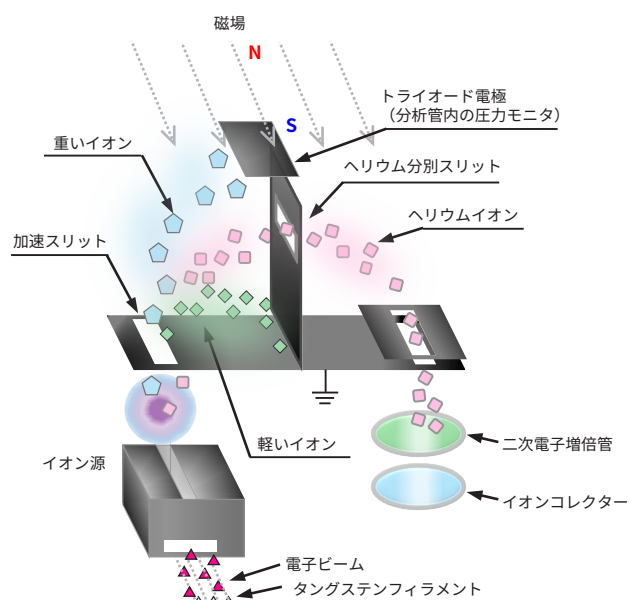 磁場
N
S
トライオード電極
（分析管内の圧力モニタ）
重いイオン
ヘリウム分別スリット
ヘリウムイオン
加速スリット
軽いイオン
イオン源
二次電子増倍管
イオンコレクター
電子ビーム
タングステンフィラメント